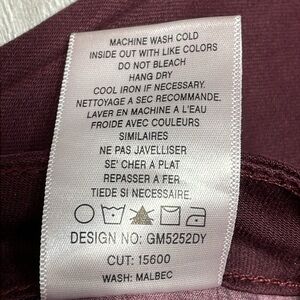 MACHINE WASH COLD
INSIDE OUT WITH LIKE COLORS
DO NOT BLEACH
HANG DRY
COOL IRON IF NECESSARY.
NETTOYAGE A SEC RECOMMANDE.
LAVER EN MACHINE A L'EAU
FROIDE AVEC COULEURS
SIMILAIRES
NE PAS JAVELLISER
SE' CHER A PLAT
REPASSER A FER
TIEDE SI NECESSAIRE.
DESIGN NO: GM5252DY
CUT: 15600
WASH: MALBEC